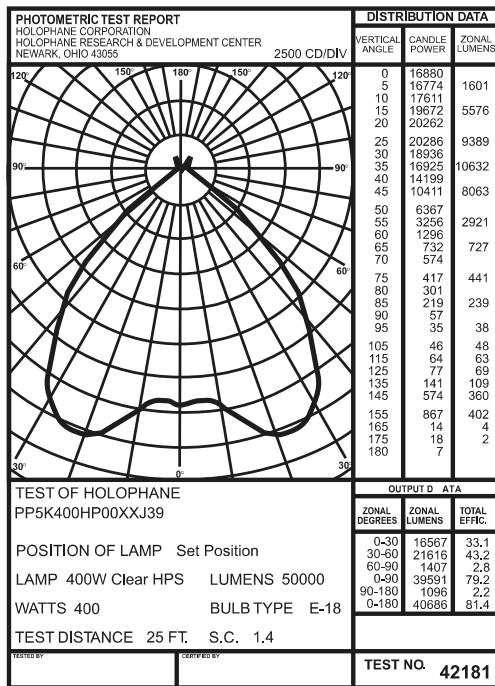 PHOTOMETRIC TEST REPORT
HOLOPHANE CORPORATION
HOLOPHANE RESEARCH & DEVELOPMENT CENTER
NEWARK, OHIO 43055
2500 CD/DIV
120°
150°
180°
150°
120°
90°
90°
60°
60°
30°
0°
30°
DISTRIBUTION DATA
VERTICAL ANGLE CANDLE POWER ZONAL LUMENS
0 16880
5 16774 1601
10 17611
15 19672 5576
20 20262
25 20286 9389
30 18936
35 16925 10632
40 14199
45 10411 8063
50 6367
55 3256 2921
60 1296
65 732 727
70 574
75 417 441
80 301
85 219 239
90 57
95 35 38
105 46 48
115 64 63
125 77 69
135 141 109
145 574 360
155 867 402
165 14 4
175 18 2
180 7
TEST OF HOLOPHANE
PP5K400HP00XXJ39
POSITION OF LAMP Set Position
LAMP 400W Clear HPS LUMENS 50000
WATTS 400 BULB TYPE E-18
TEST DISTANCE 25 FT. S.C. 1.4
TESTED BY
CERTIFIED BY
OUTPUT D ATA
ZONAL DEGREES ZONAL LUMENS TOTAL EFFIC.
0-30 16567 33.1
30-60 21616 43.2
60-90 1407 2.8
0-90 39591 79.2
90-180 1096 2.2
0-180 40686 81.4
TEST NO. 42181